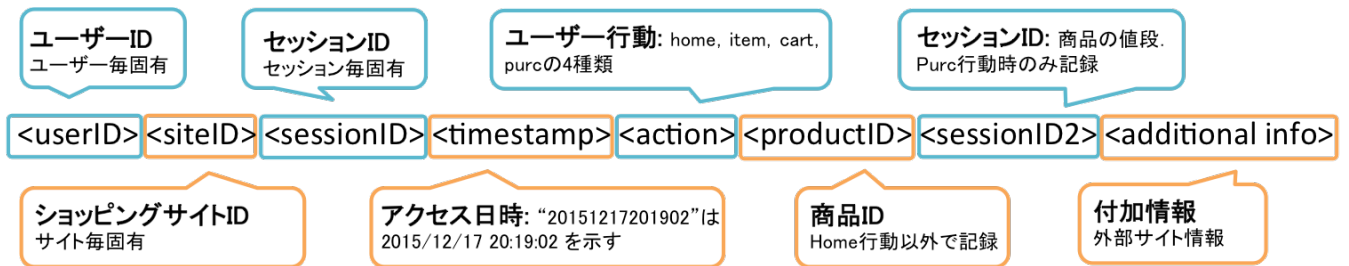 ユーザーID
ユーザー毎固有
セッションID
セッション毎固有
ユーザー行動: home, item, cart,
purcの4種類
セッションID: 商品の値段.
Purc行動時のみ記録
<userID><siteID><sessionID><timestamp><action><productID><sessionID2><additional info>
ショッピングサイトID
サイト毎固有
アクセス日時: “20151217201902”は
2015/12/17 20:19:02 を示す
商品ID
Home行動以外で記録
付加情報
外部サイト情報